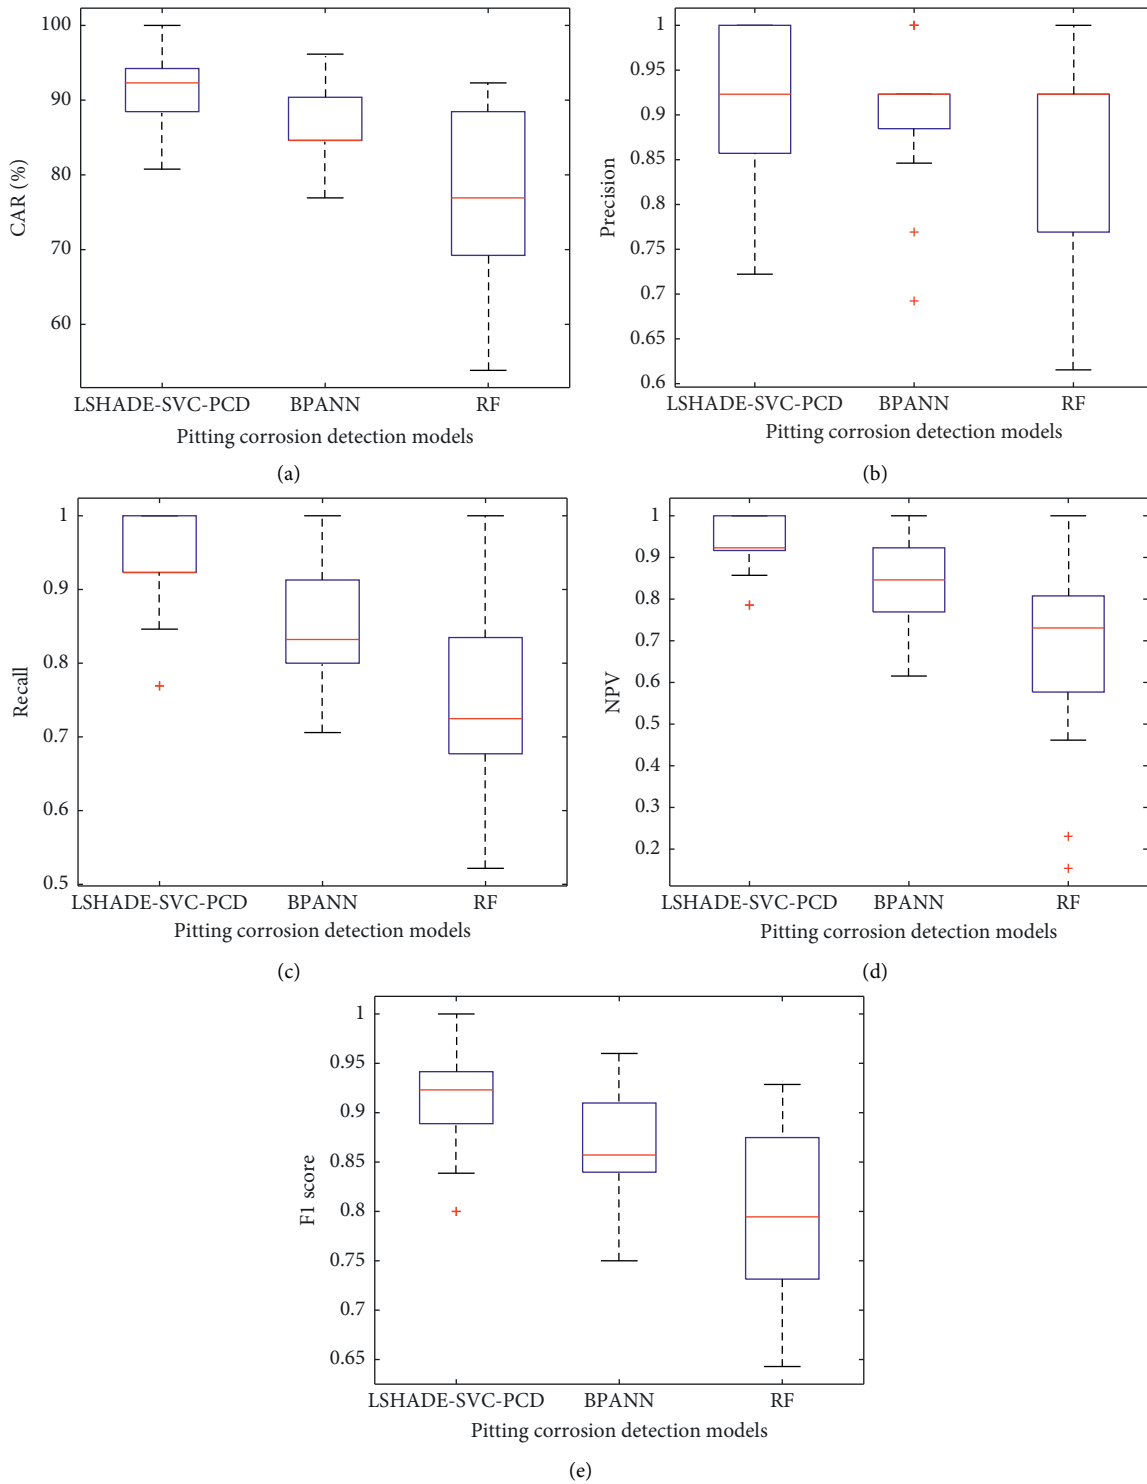 100
90
80
70
60
CAR (%)
LSHADE-SVC-PCD BPANN RF
Pitting corrosion detection models
(a)
1
0.95
0.9
0.85
0.8
0.75
0.7
0.65
0.6
Precision
LSHADE-SVC-PCD BPANN RF
Pitting corrosion detection models
(b)
1
0.9
0.8
0.7
0.6
0.5
Recall
LSHADE-SVC-PCD BPANN RF
Pitting corrosion detection models
(c)
1
0.9
0.8
0.7
0.6
0.5
0.4
0.3
0.2
NPV
LSHADE-SVC-PCD BPANN RF
Pitting corrosion detection models
(d)
1
0.95
0.9
0.85
0.8
0.75
0.7
0.65
F1 score
LSHADE-SVC-PCD BPANN RF
Pitting corrosion detection models
(e)